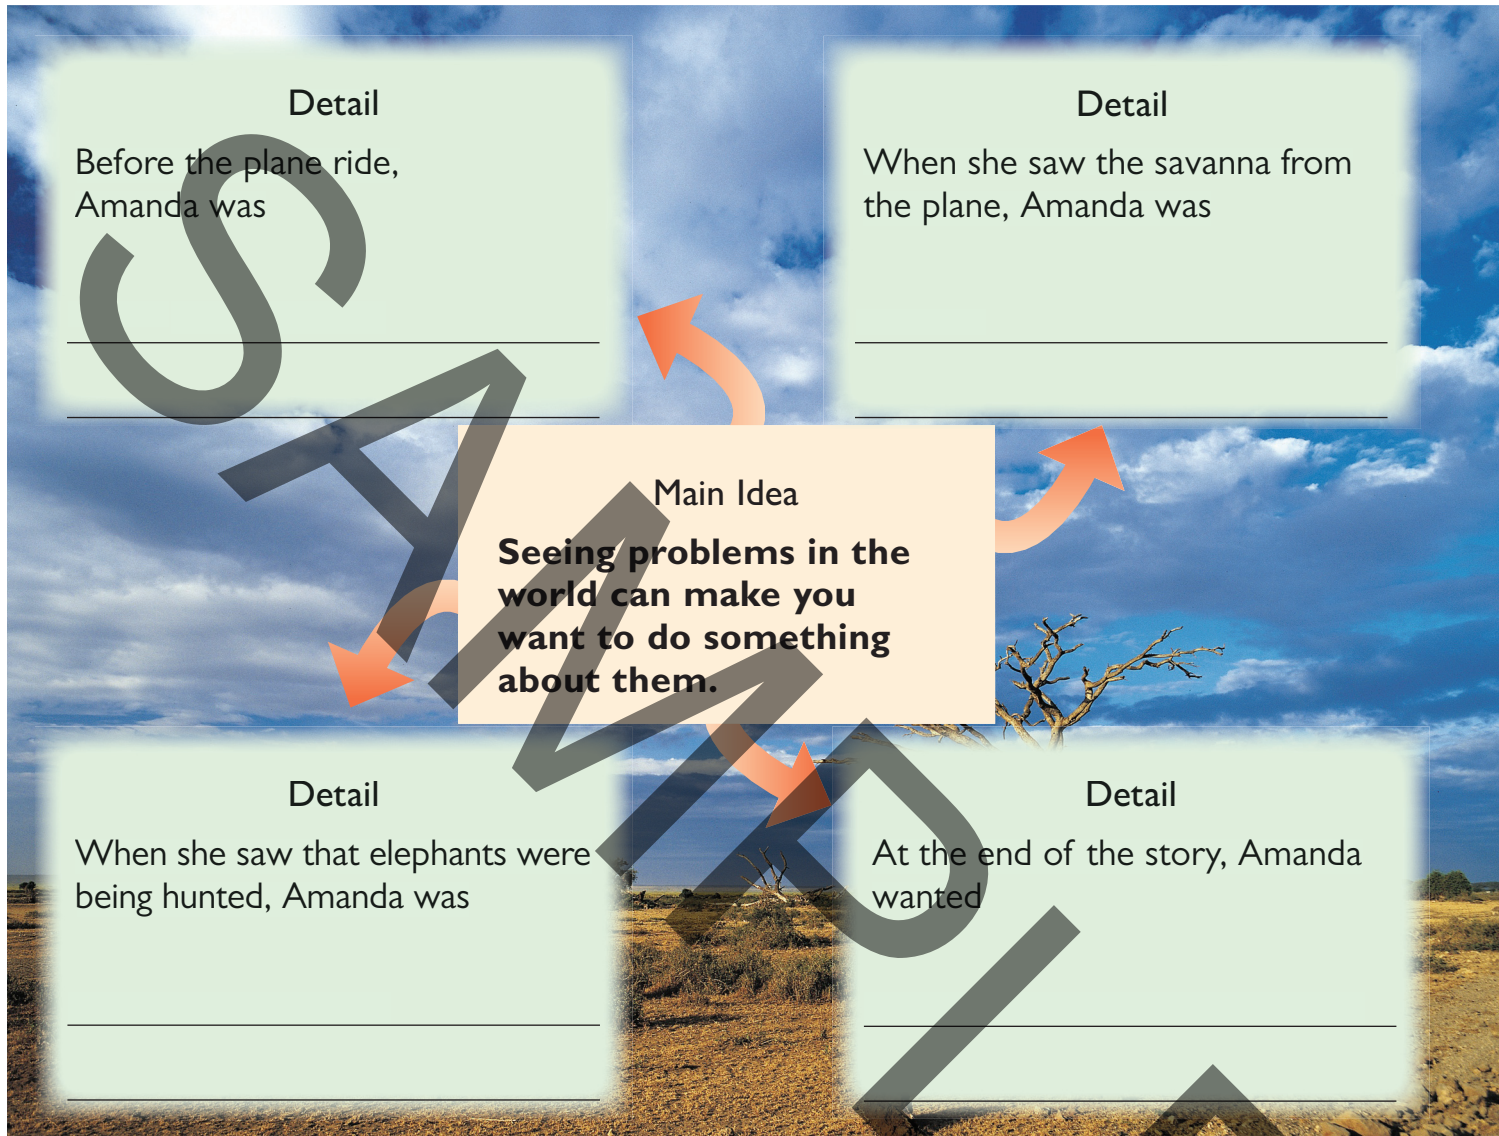 Detail
Before the plane ride,
Amanda was
Detail
When she saw the savanna from
the plane, Amanda was
Main Idea
Seeing problems in the
world can make you
want to do something
about them.
Detail
When she saw that elephants were
being hunted, Amanda was
Detail
At the end of the story, Amanda
wanted
SAMPLE